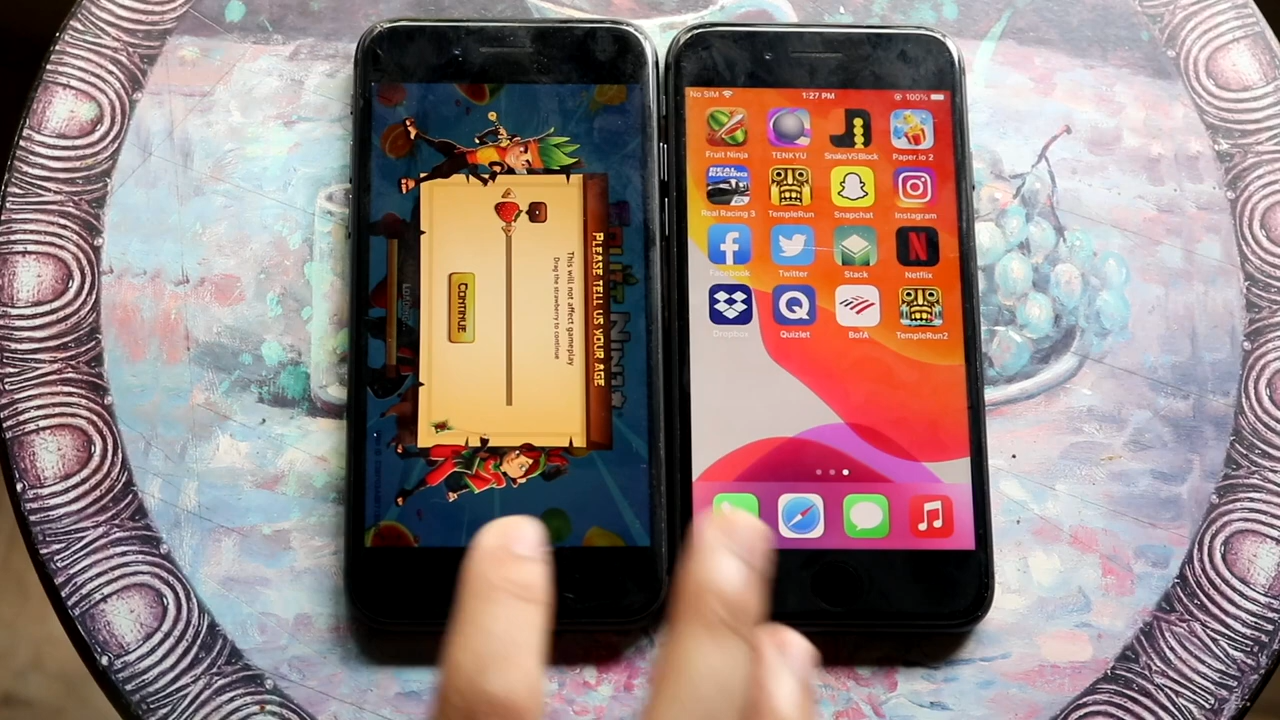 PLEASE TELL US YOUR AGE
This will not affect gameplay
Drag the strawberry to continue
CONTINUE
No SIM 1:27 PM 100%
Fruit Ninja TENKYU SnakeVSBlock Paper.io 2
REAL RACING
Real Racing 3 TempleRun Snapchat Instagram
Facebook Twitter Stack Netflix
Dropbox Quizlet BofA TempleRun2